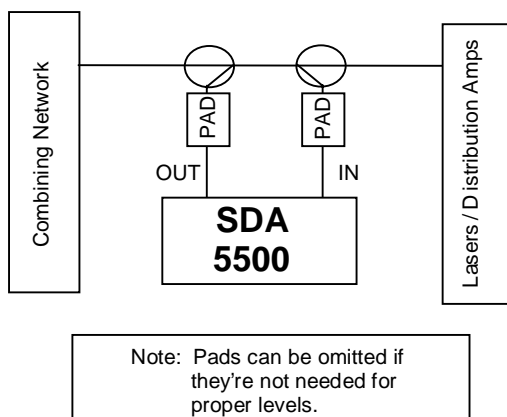 Combining Network
PAD
PAD
OUT
IN
SDA
5500
Lasers / Distribution Amps
Note: Pads can be omitted if
they're not needed for
proper levels.